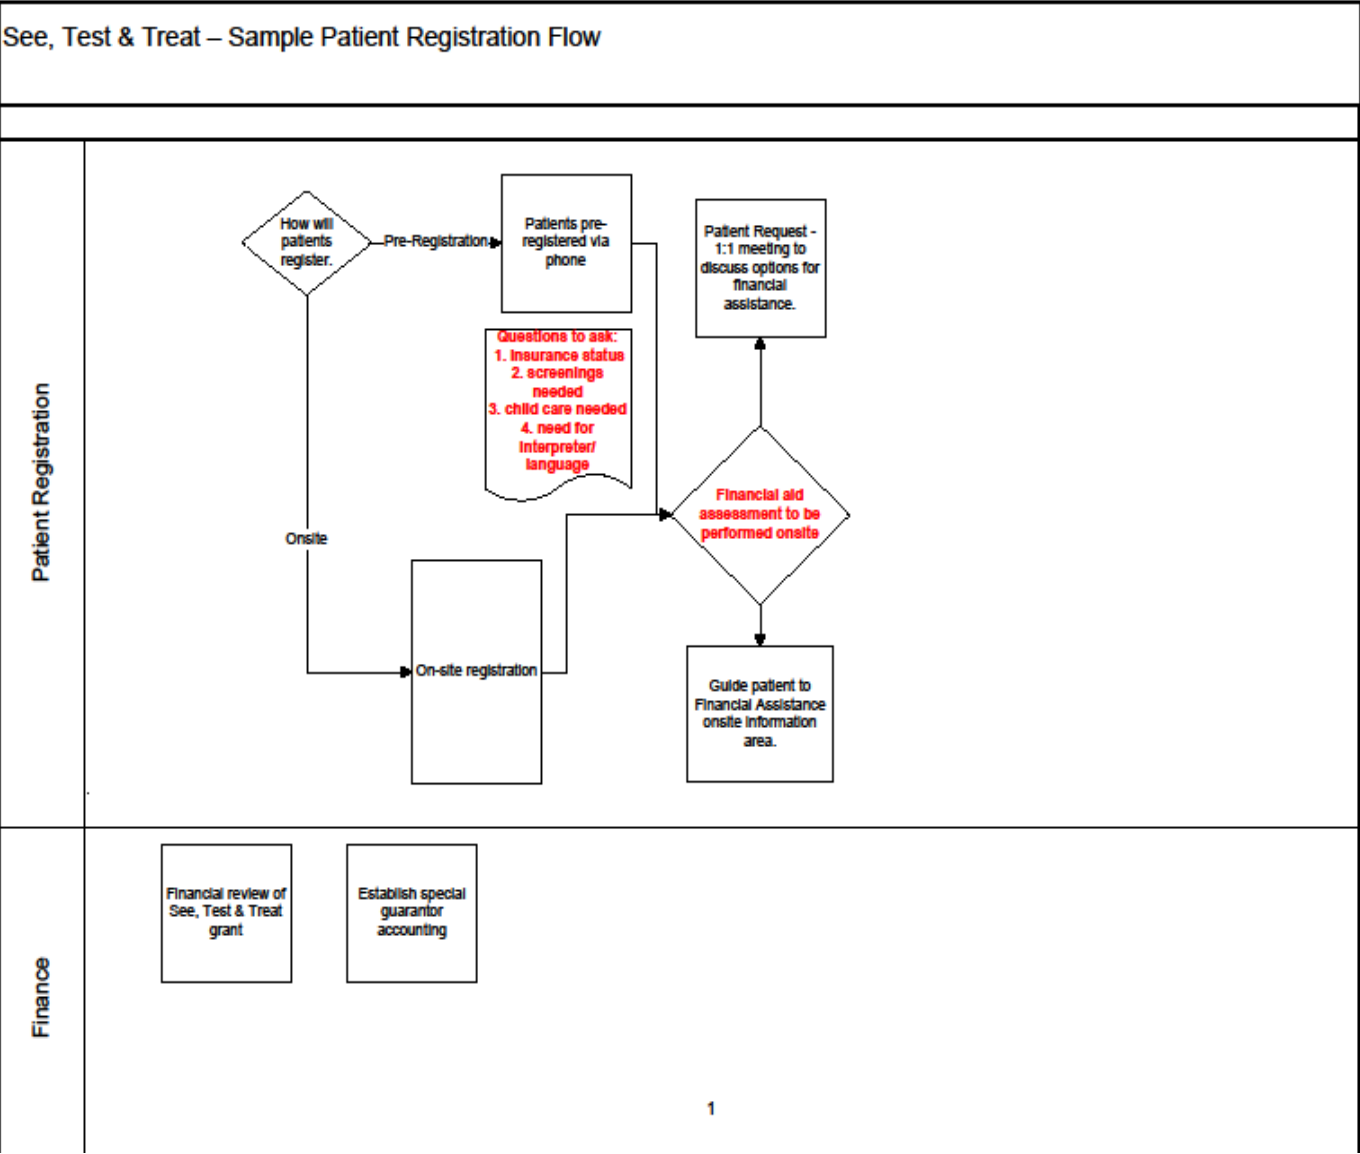 See, Test & Treat – Sample Patient Registration Flow
Patient Registration
How will
patients
register.
Pre-Registration
Patients pre-
registered via
phone
Patient Request -
1:1 meeting to
discuss options for
financial
assistance.
Questions to ask:
1. Insurance status
2. screenings
needed
3. child care needed
4. need for
interpreter/
language
Financial aid
assessment to be
performed onsite
Onsite
On-site registration
Guide patient to
Financial Assistance
onsite information
area.
Finance
Financial review of
See, Test & Treat
grant
Establish special
guarantor
accounting
1